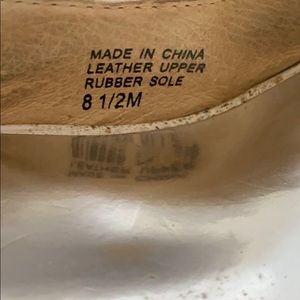 MADE IN CHINA
LEATHER UPPER
RUBBER SOLE
8 1/2M